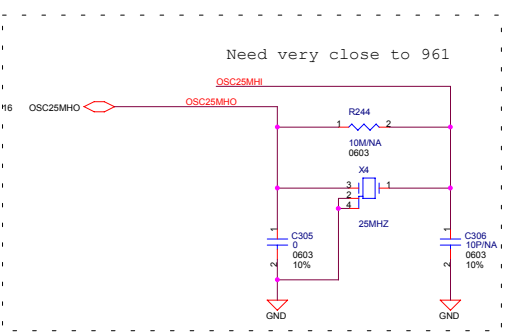 Need very close to 961
OSC25MHI
16 OSC25MHO OSC25MHO
R244
1 2
10M/NA
0603
X4
3 1
2
4
25MHZ
1 C305
0
0603
2 10%
1 C306
10P/NA
0603
2 10%
GND GND